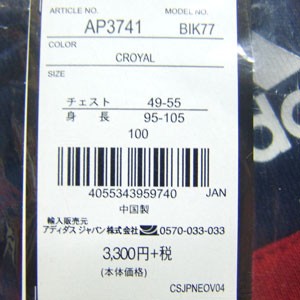 ARTICLE NO. MODEL NO.
AP3741 BIK77
COLOR
CROYAL
SIZE
チェスト 49-55
身長 95-105
100
4055343959740 JAN
中国製
輸入販売元
アディダス ジャパン株式会社 0570-033-033
3,300円+税
(本体価格)
CSJPNEOV04